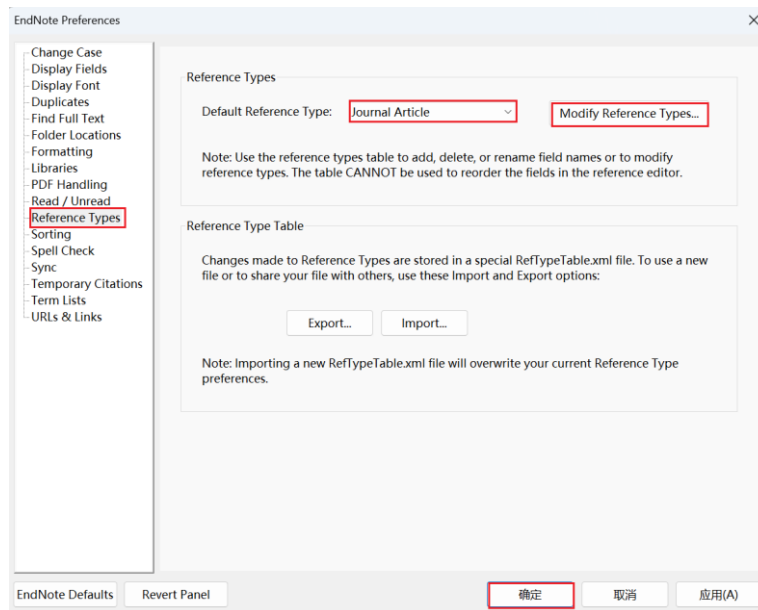 EndNote Preferences
Change Case
Display Fields
Display Font
Duplicates
Find Full Text
Folder Locations
Formatting
Libraries
PDF Handling
Read / Unread
Reference Types
Sorting
Spell Check
Sync
Temporary Citations
Term Lists
URLs & Links
Reference Types
Default Reference Type: Journal Article Modify Reference Types...
Note: Use the reference types table to add, delete, or rename field names or to modify
reference types. The table CANNOT be used to reorder the fields in the reference editor.
Reference Type Table
Changes made to Reference Types are stored in a special RefTypeTable.xml file. To use a new
file or to share your file with others, use these Import and Export options:
Export... Import...
Note: Importing a new RefTypeTable.xml file will overwrite your current Reference Type
preferences.
EndNote Defaults Revert Panel 确定 取消 应用(A)